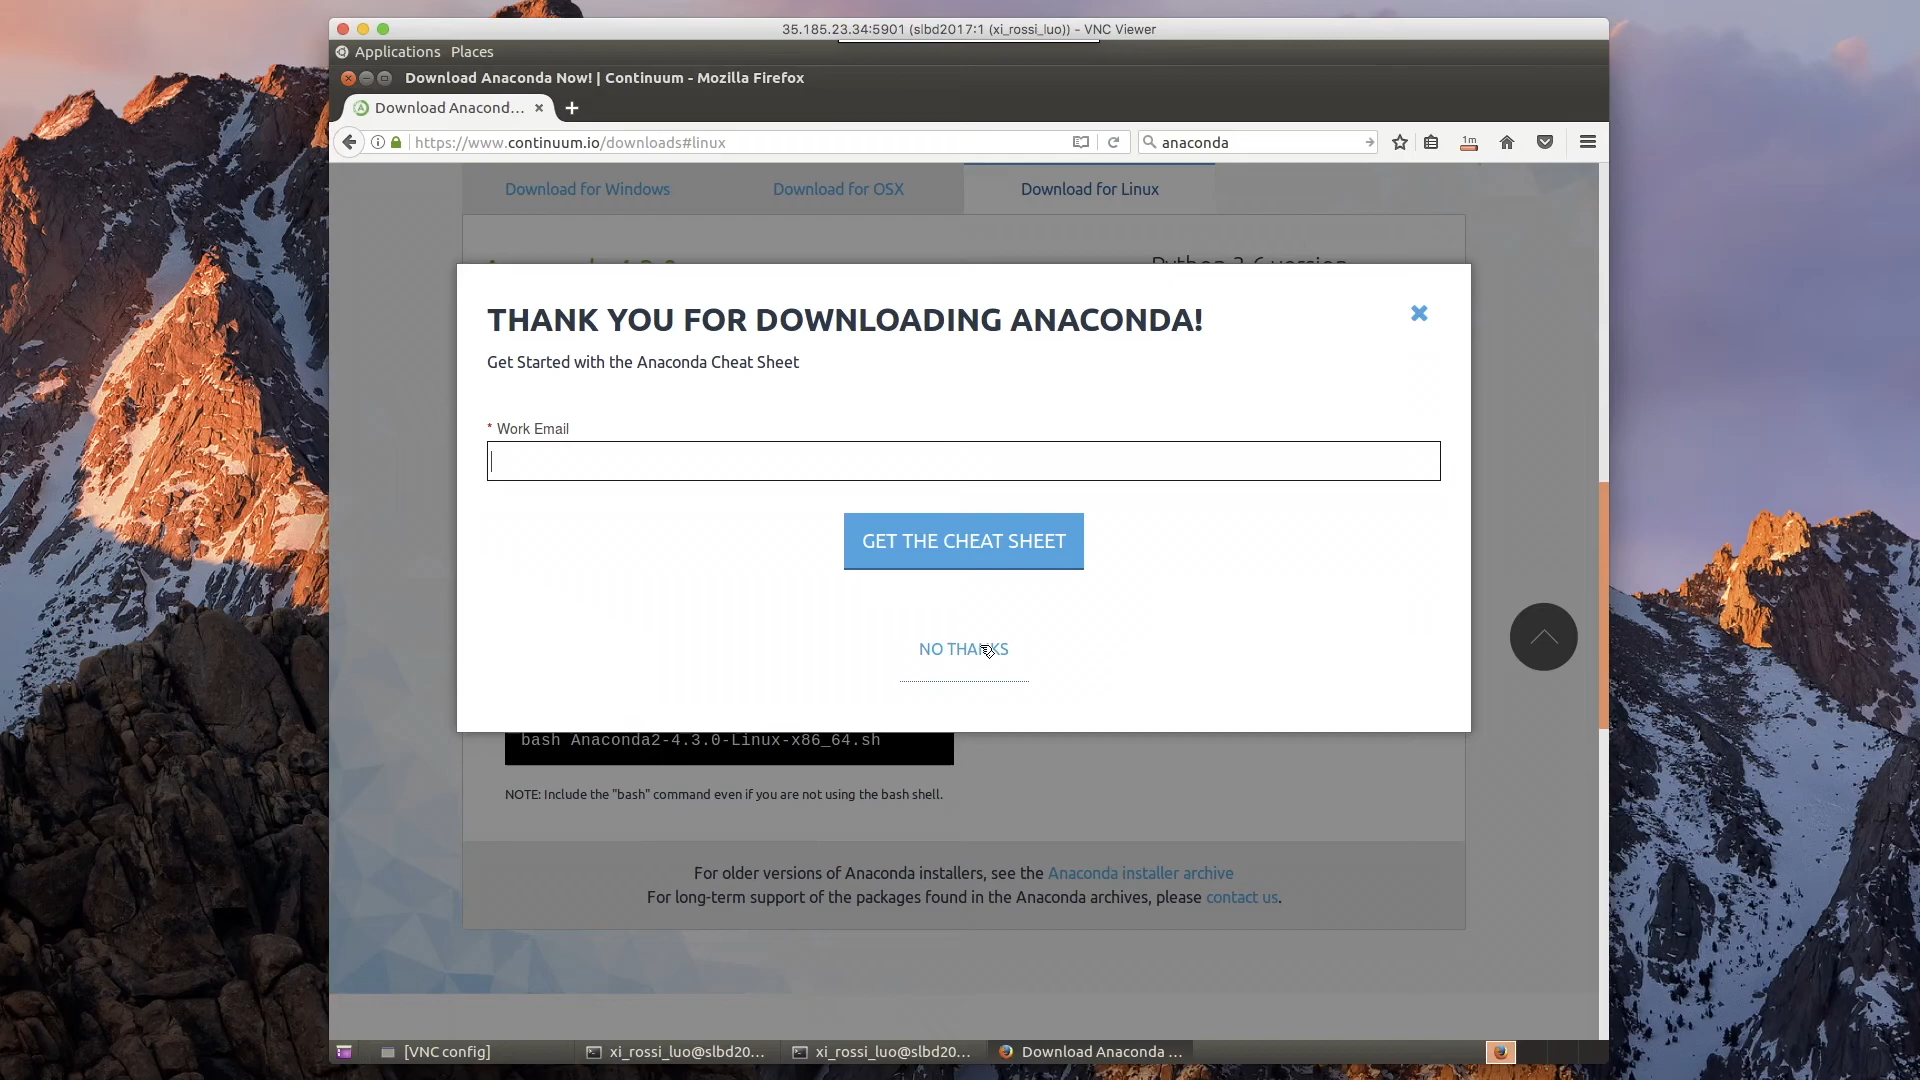 35.185.23.34:5901 (slbd2017:1 (xi_rossi_luo)) - VNC Viewer
Applications Places
Download Anaconda Now! | Continuum - Mozilla Firefox
Download Anacond...
https://www.continuum.io/downloads#linux
anaconda
1m
Download for Windows
Download for OSX
Download for Linux
Python 3.6 version
THANK YOU FOR DOWNLOADING ANACONDA!
Get Started with the Anaconda Cheat Sheet
* Work Email
GET THE CHEAT SHEET
NO THANKS
bash Anaconda2-4.3.0-Linux-x86_64.sh
NOTE: Include the "bash" command even if you are not using the bash shell.
For older versions of Anaconda installers, see the Anaconda installer archive
For long-term support of the packages found in the Anaconda archives, please contact us.
[VNC config]
xi_rossi_luo@slbd20...
xi_rossi_luo@slbd20...
Download Anaconda ...